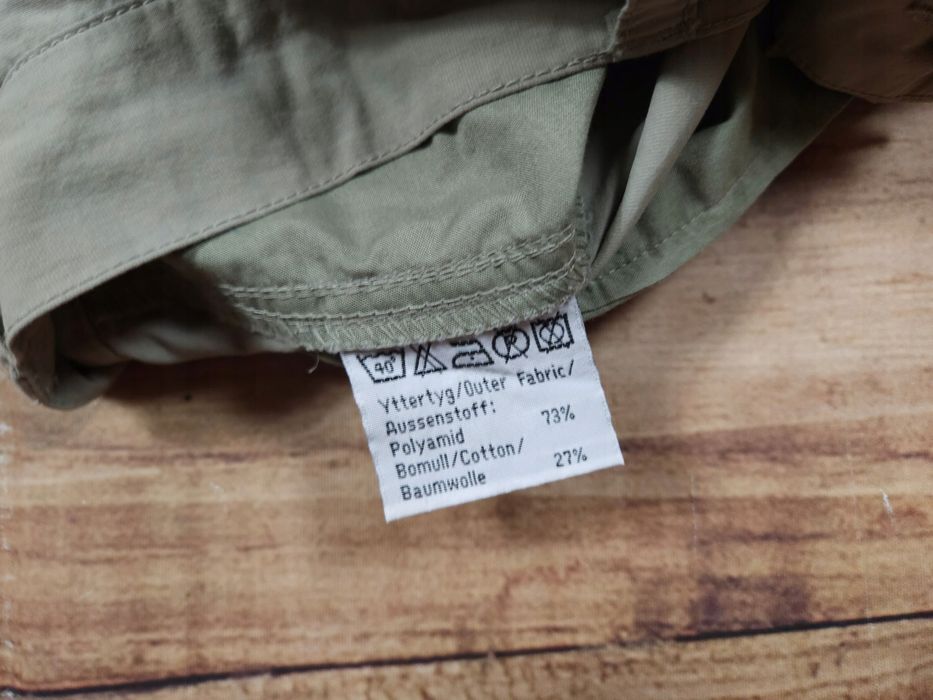 40°
P
Yttertyg/Outer Fabric/
Aussenstoff:
Polyamid 73%
Bomull/Cotton/
Baumwolle 27%